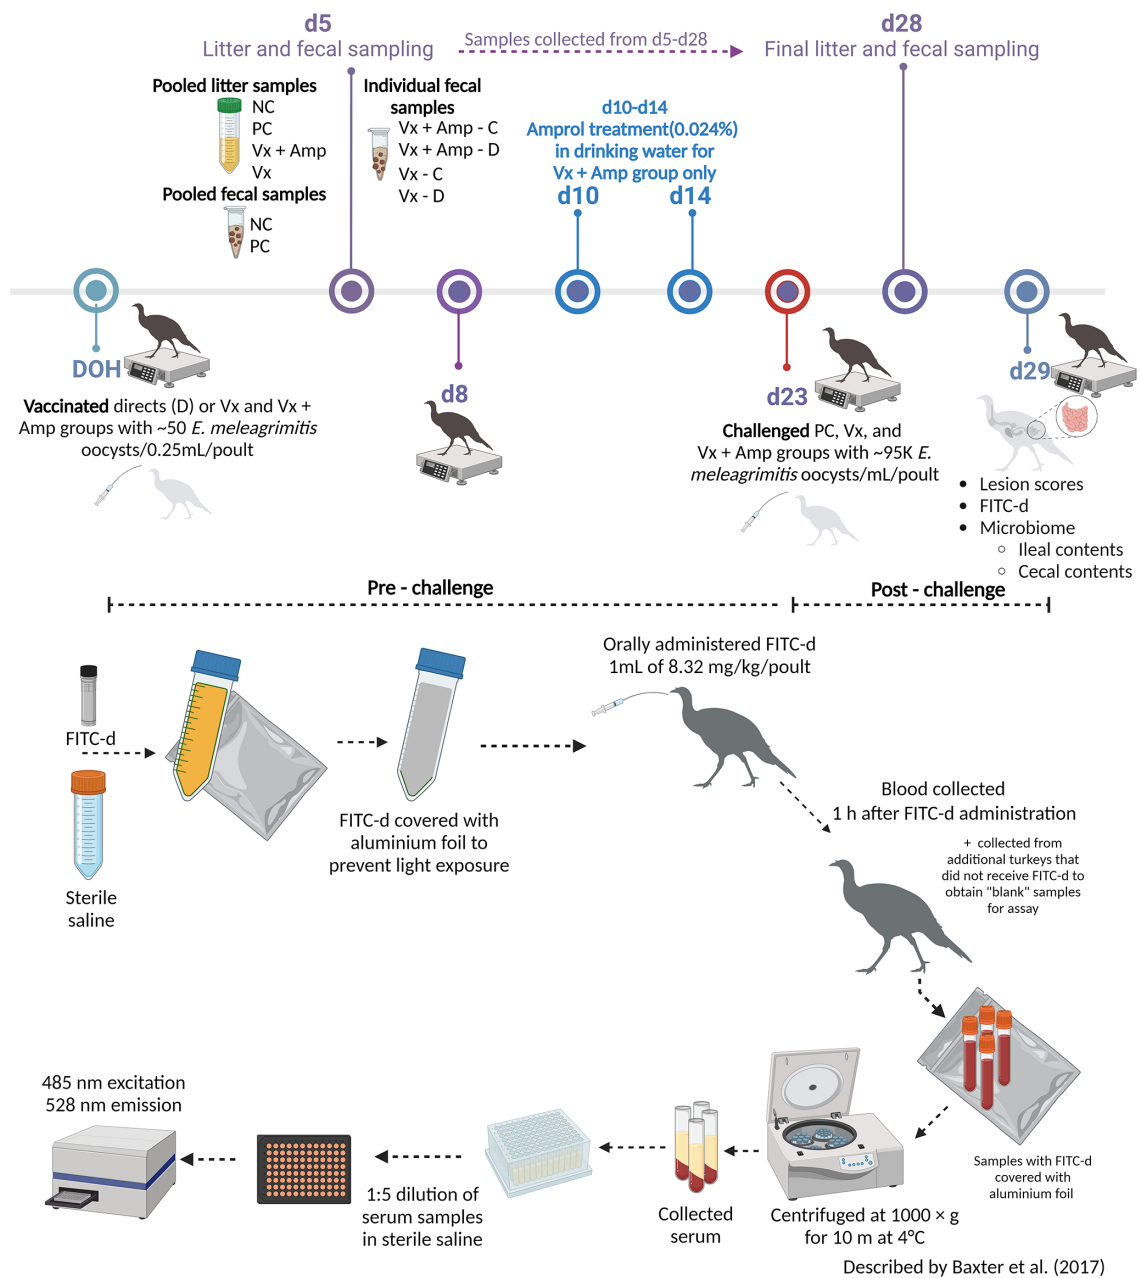 d5
Litter and fecal sampling
Samples collected from d5-d28
d28
Final litter and fecal sampling
Pooled litter samples
NC
PC
Vx + Amp
Vx
Pooled fecal samples
NC
PC
Individual fecal
samples
Vx + Amp - C
Vx + Amp - D
Vx - C
Vx - D
d10-d14
Amprol treatment(0.024%)
in drinking water for
Vx + Amp group only
d10
d14
DOH
Vaccinated directs (D) or Vx and Vx +
Amp groups with ~50 E. meleagrimitis
oocysts/0.25mL/poult
d8
d23
Challenged PC, Vx, and
Vx + Amp groups with ~95K E.
meleagrimitis oocysts/mL/poult
d29
• Lesion scores
• FITC-d
• Microbiome
○ Ileal contents
○ Cecal contents
Pre - challenge
Post - challenge
FITC-d
Sterile
saline
FITC-d covered with
aluminium foil to
prevent light exposure
Orally administered FITC-d
1mL of 8.32 mg/kg/poult
Blood collected
1 h after FITC-d administration
+ collected from
additional turkeys that
did not receive FITC-d to
obtain "blank" samples
for assay
Samples with FITC-d
covered with
aluminium foil
Centrifuged at 1000 × g
for 10 m at 4°C
Collected
serum
1:5 dilution of
serum samples
in sterile saline
485 nm excitation
528 nm emission
Described by Baxter et al. (2017)